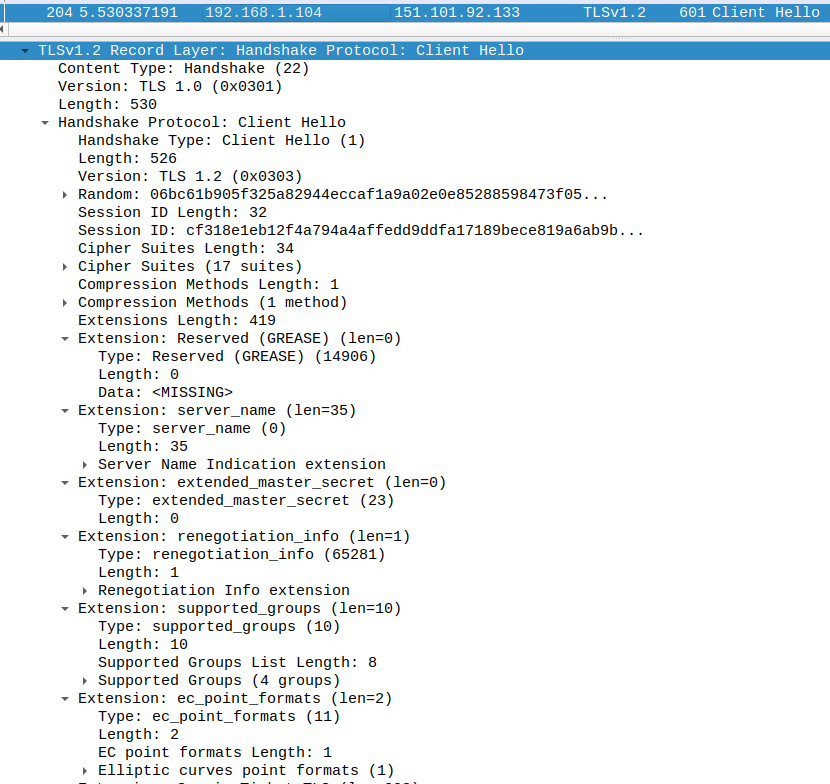 204 5.530337191 192.168.1.104 151.101.92.133 TLSv1.2 601 Client Hello
TLSv1.2 Record Layer: Handshake Protocol: Client Hello
Content Type: Handshake (22)
Version: TLS 1.0 (0x0301)
Length: 530
Handshake Protocol: Client Hello
Handshake Type: Client Hello (1)
Length: 526
Version: TLS 1.2 (0x0303)
Random: 06bc61b905f325a82944eccaf1a9a02e0e85288598473f05...
Session ID Length: 32
Session ID: cf318e1eb12f4a794a4affedd9ddfa17189bece819a6ab9b...
Cipher Suites Length: 34
Cipher Suites (17 suites)
Compression Methods Length: 1
Compression Methods (1 method)
Extensions Length: 419
Extension: Reserved (GREASE) (len=0)
Type: Reserved (GREASE) (14906)
Length: 0
Data: <MISSING>
Extension: server_name (len=35)
Type: server_name (0)
Length: 35
Server Name Indication extension
Extension: extended_master_secret (len=0)
Type: extended_master_secret (23)
Length: 0
Extension: renegotiation_info (len=1)
Type: renegotiation_info (65281)
Length: 1
Renegotiation Info extension
Extension: supported_groups (len=10)
Type: supported_groups (10)
Length: 10
Supported Groups List Length: 8
Supported Groups (4 groups)
Extension: ec_point_formats (len=2)
Type: ec_point_formats (11)
Length: 2
EC point formats Length: 1
Elliptic curves point formats (1)